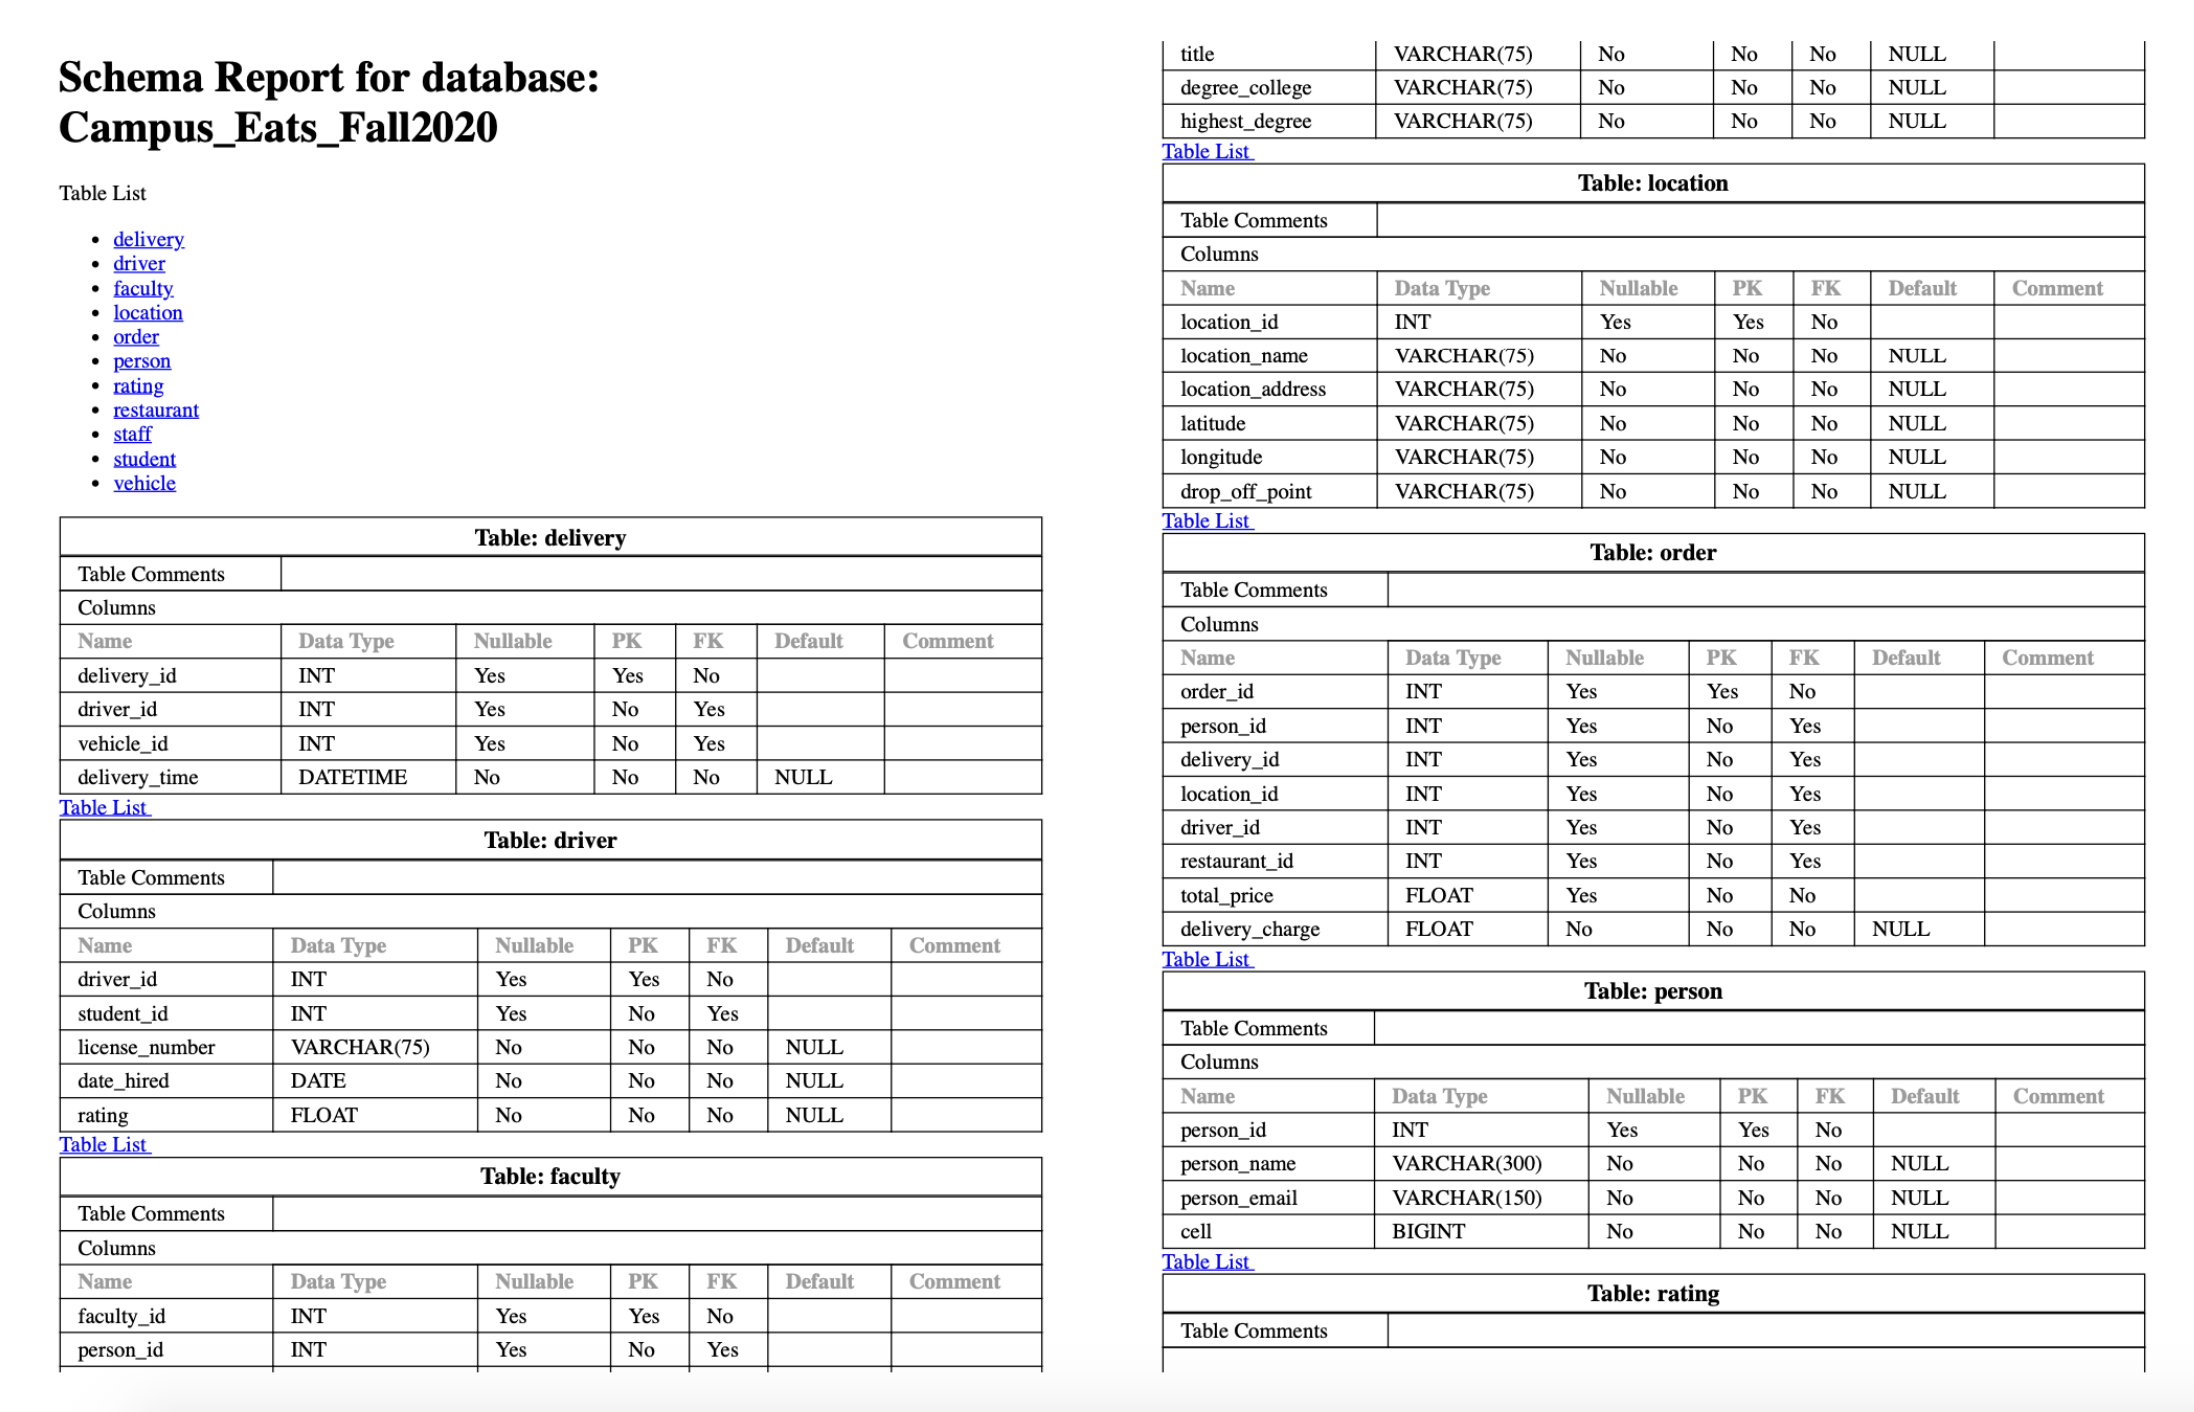 Schema Report for database:
Campus_Eats_Fall2020
Table List
delivery
driver
faculty
location
order
person
rating
restaurant
staff
student
vehicle
Table: delivery
Table Comments
Columns
Name Data Type Nullable PK FK Default Comment
delivery_id INT Yes Yes No
driver_id INT Yes No Yes
vehicle_id INT Yes No Yes
delivery_time DATETIME No No No NULL
Table List
Table: driver
Table Comments
Columns
Name Data Type Nullable PK FK Default Comment
driver_id INT Yes Yes No
student_id INT Yes No Yes
license_number VARCHAR(75) No No No NULL
date_hired DATE No No No NULL
rating FLOAT No No No NULL
Table List
Table: faculty
Table Comments
Columns
Name Data Type Nullable PK FK Default Comment
faculty_id INT Yes Yes No
person_id INT Yes No Yes
title VARCHAR(75) No No No NULL
degree_college VARCHAR(75) No No No NULL
highest_degree VARCHAR(75) No No No NULL
Table List
Table: location
Table Comments
Columns
Name Data Type Nullable PK FK Default Comment
location_id INT Yes Yes No
location_name VARCHAR(75) No No No NULL
location_address VARCHAR(75) No No No NULL
latitude VARCHAR(75) No No No NULL
longitude VARCHAR(75) No No No NULL
drop_off_point VARCHAR(75) No No No NULL
Table List
Table: order
Table Comments
Columns
Name Data Type Nullable PK FK Default Comment
order_id INT Yes Yes No
person_id INT Yes No Yes
delivery_id INT Yes No Yes
location_id INT Yes No Yes
driver_id INT Yes No Yes
restaurant_id INT Yes No Yes
total_price FLOAT Yes No No
delivery_charge FLOAT No No No NULL
Table List
Table: person
Table Comments
Columns
Name Data Type Nullable PK FK Default Comment
person_id INT Yes Yes No
person_name VARCHAR(300) No No No NULL
person_email VARCHAR(150) No No No NULL
cell BIGINT No No No NULL
Table List
Table: rating
Table Comments